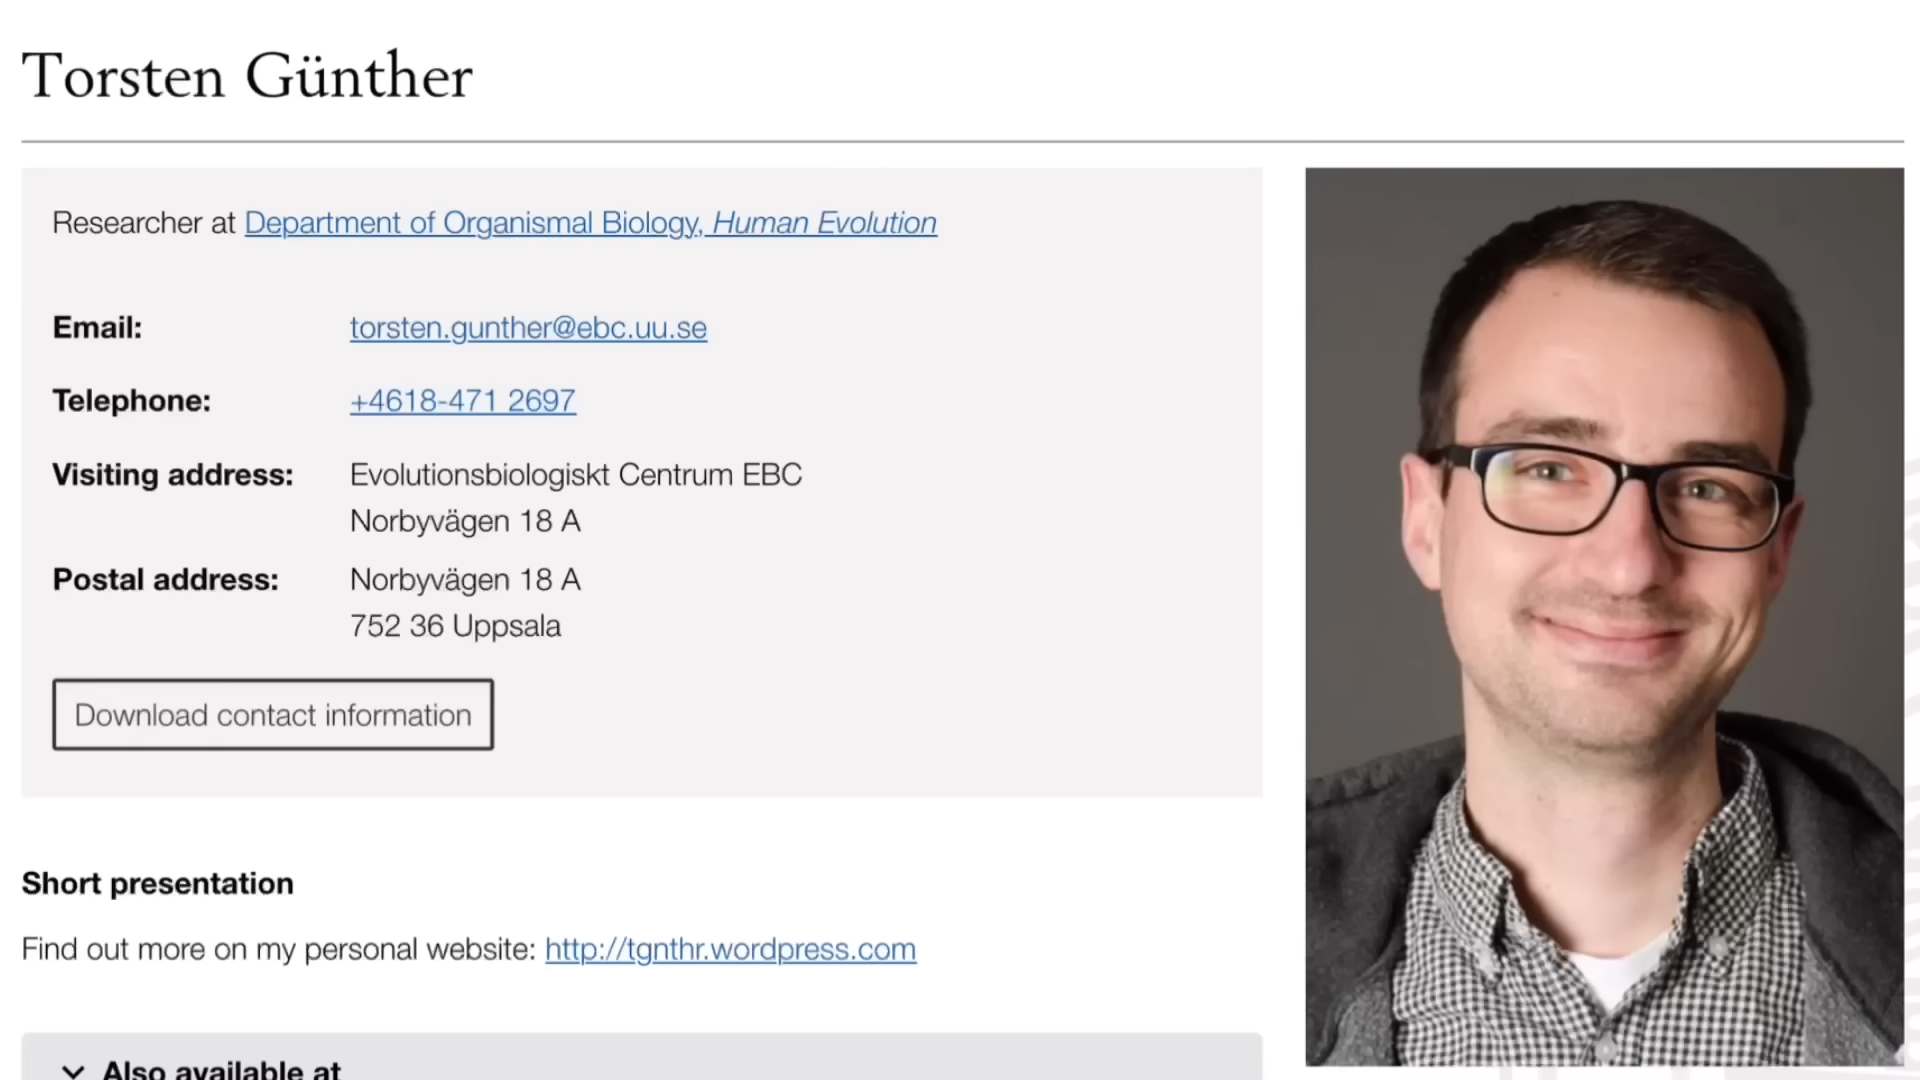 Torsten Günther
Researcher at Department of Organismal Biology, Human Evolution
Email: torsten.gunther@ebc.uu.se
Telephone: +4618-471 2697
Visiting address: Evolutionsbiologiskt Centrum EBC
Norbyvägen 18 A
Postal address: Norbyvägen 18 A
752 36 Uppsala
Download contact information
Short presentation
Find out more on my personal website: http://tgnthr.wordpress.com
Also available at